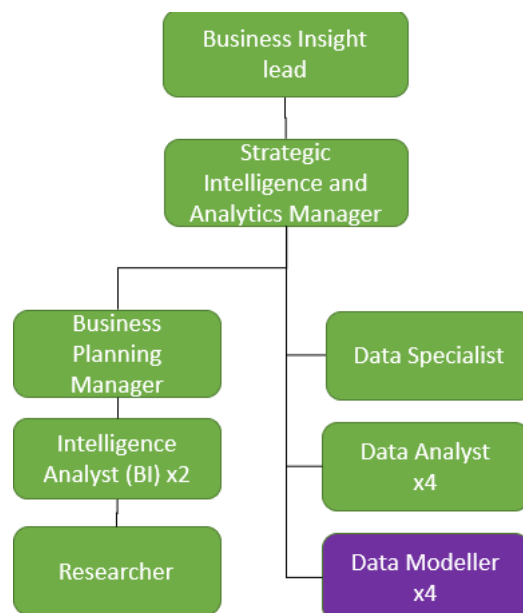 Business Insight
lead
Strategic
Intelligence and
Analytics Manager
Business
Planning
Manager
Data Specialist
Intelligence
Analyst (BI) x2
Data Analyst
x4
Researcher
Data Modeller
x4